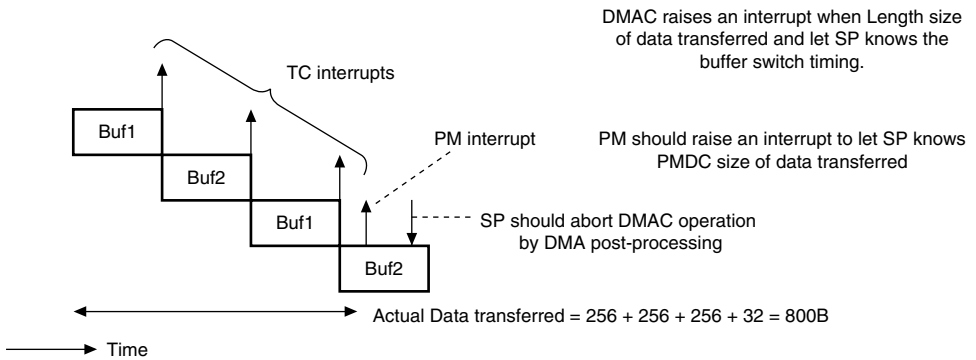 DMAC raises an interrupt when Length size
of data transferred and let SP knows the
buffer switch timing.
TC interrupts
Buf1
PM interrupt
PM should raise an interrupt to let SP knows
PMDC size of data transferred
Buf2
Buf1
SP should abort DMAC operation
by DMA post-processing
Buf2
Actual Data transferred = 256 + 256 + 256 + 32 = 800B
Time